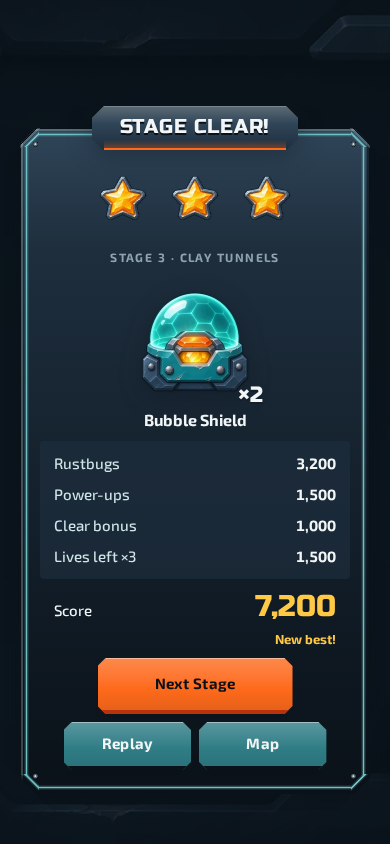 STAGE CLEAR!
STAGE 3 · CLAY TUNNELS
×2
Bubble Shield
Rustbugs 3,200
Power-ups 1,500
Clear bonus 1,000
Lives left ×3 1,500
Score 7,200
New best!
Next Stage
Replay Map